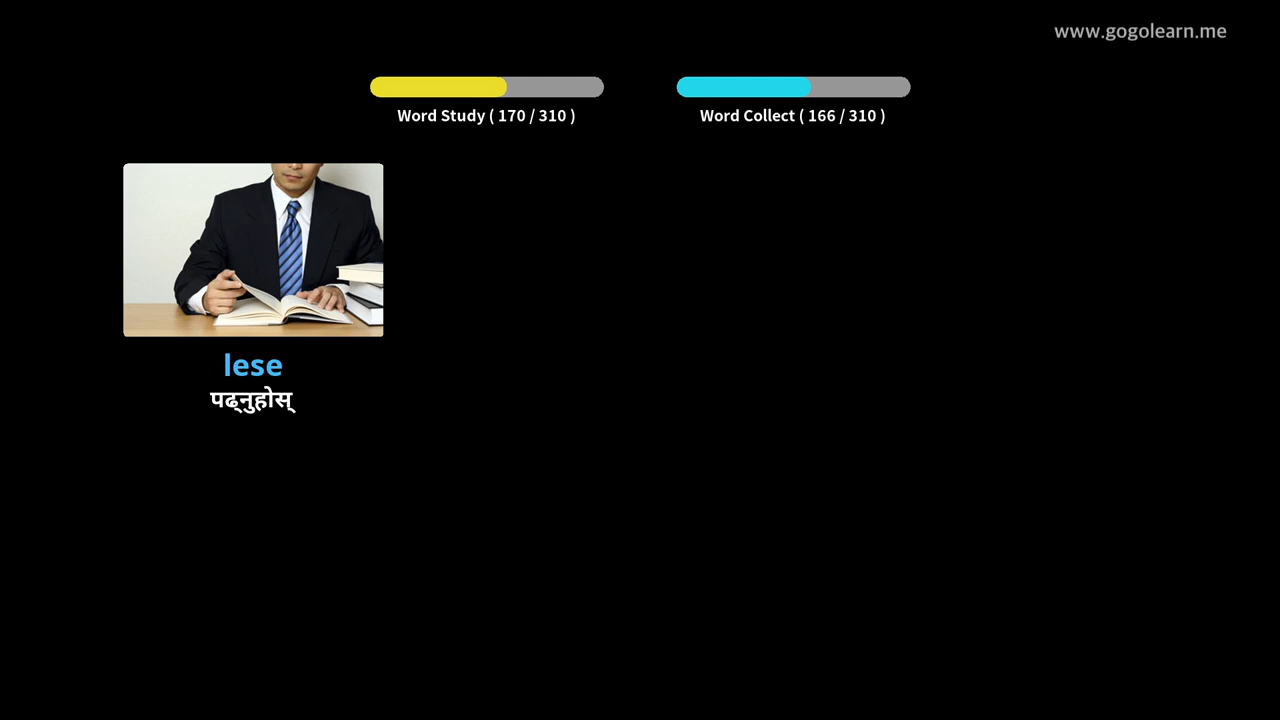 www.gogolearn.me
Word Study ( 170 / 310 )
Word Collect ( 166 / 310 )
lese
पढ्नुहोस्